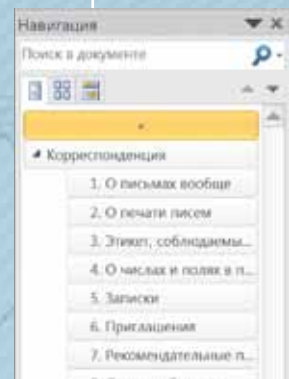 Навигация
Поиск в документе
Корреспонденция
1. О письмах вообще
2. О печати писем
3. Этикет, соблюдаемы...
4. О числах и полях в п...
5. Записки
6. Приглашения
7. Рекомендательные п...